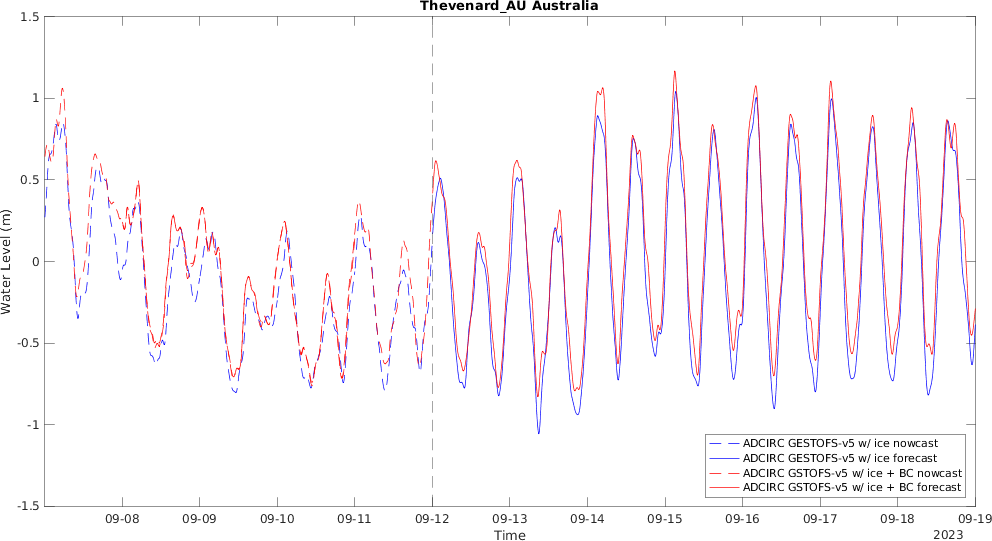 Thevenard_AU Australia
1.5
1
0.5
0
-0.5
-1
-1.5
Water Level (m)
09-08 09-09 09-10 09-11 09-12 09-13 09-14 09-15 09-16 09-17 09-18 09-19
Time
2023
ADCIRC GESTOFS-v5 w/ ice nowcast
ADCIRC GESTOFS-v5 w/ ice forecast
ADCIRC GSTOFS-v5 w/ ice + BC nowcast
ADCIRC GSTOFS-v5 w/ ice + BC forecast